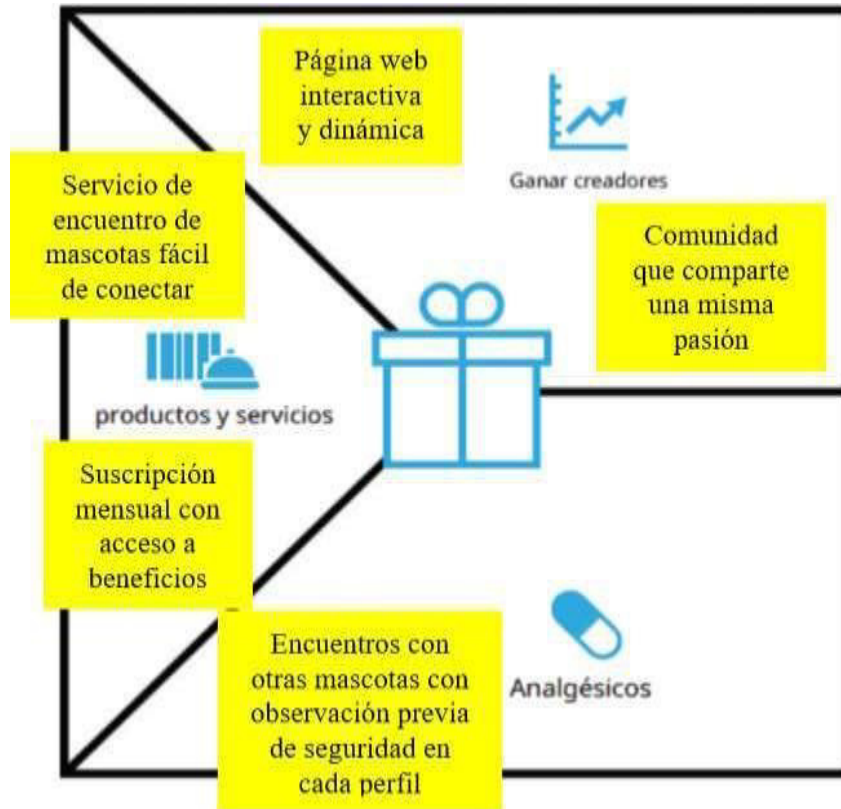 Página web
interactiva
y dinámica
Ganar creadores
Servicio de
encuentro de
mascotas fácil
de conectar
Comunidad
que comparte
una misma
pasión
productos y servicios
Suscripción
mensual con
acceso a
beneficios
Encuentros con
otras mascotas con
observación previa
de seguridad en
cada perfil
Analgésicos